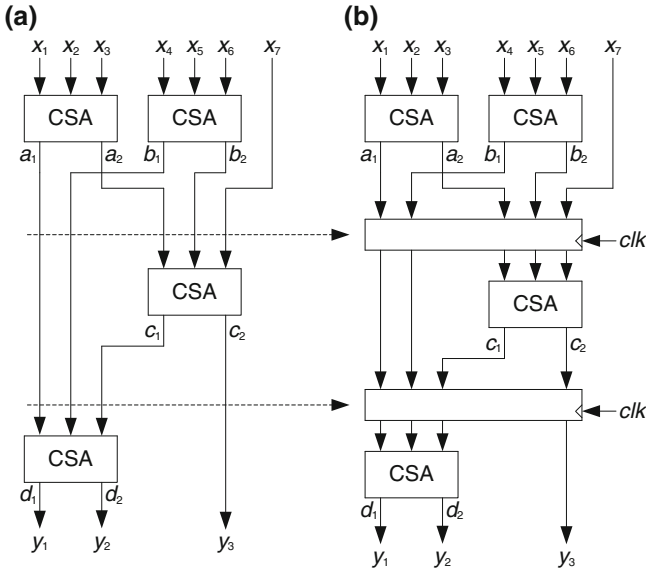 (a) (b)
x₁ x₂ x₃ x₄ x₅ x₆ x₇ x₁ x₂ x₃ x₄ x₅ x₆ x₇
CSA CSA CSA CSA
a₁ a₂ b₁ b₂ a₁ a₂ b₁ b₂
clk
CSA CSA
c₁ c₂ c₁ c₂
clk
CSA CSA
d₁ d₂ d₁ d₂
y₁ y₂ y₃ y₁ y₂ y₃